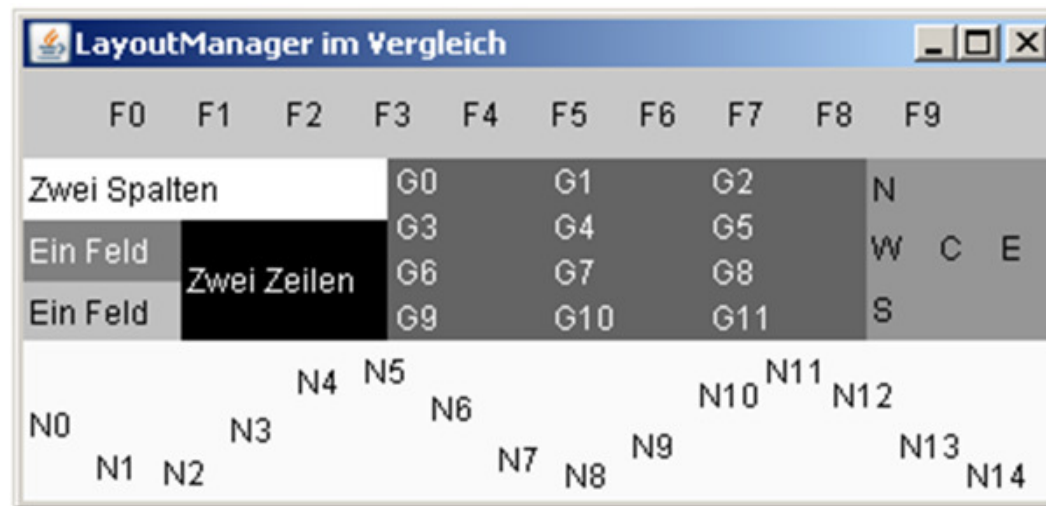 LayoutManager im Vergleich
F0 F1 F2 F3 F4 F5 F6 F7 F8 F9
Zwei Spalten
Ein Feld
Zwei Zeilen
Ein Feld
G0 G1 G2
G3 G4 G5
G6 G7 G8
G9 G10 G11
N
W C E
S
N0 N1 N2 N3 N4 N5 N6 N7 N8 N9 N10 N11 N12 N13 N14